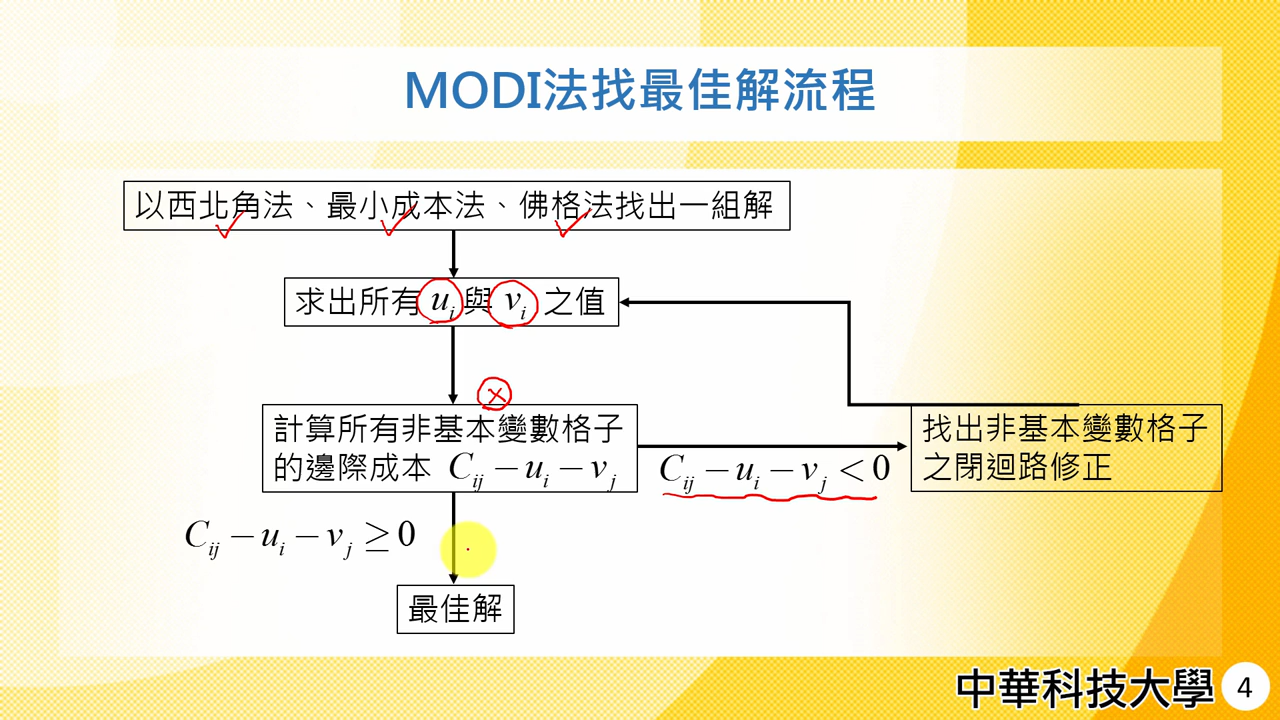 MODI法找最佳解流程
以西北角法、最小成本法、佛格法找出一組解
求出所有 u_i 與 v_i 之值
計算所有非基本變數格子
的邊際成本 C_ij − u_i − v_j
C_ij − u_i − v_j < 0
找出非基本變數格子
之閉迴路修正
C_ij − u_i − v_j ≥ 0
最佳解
中華科技大學 4